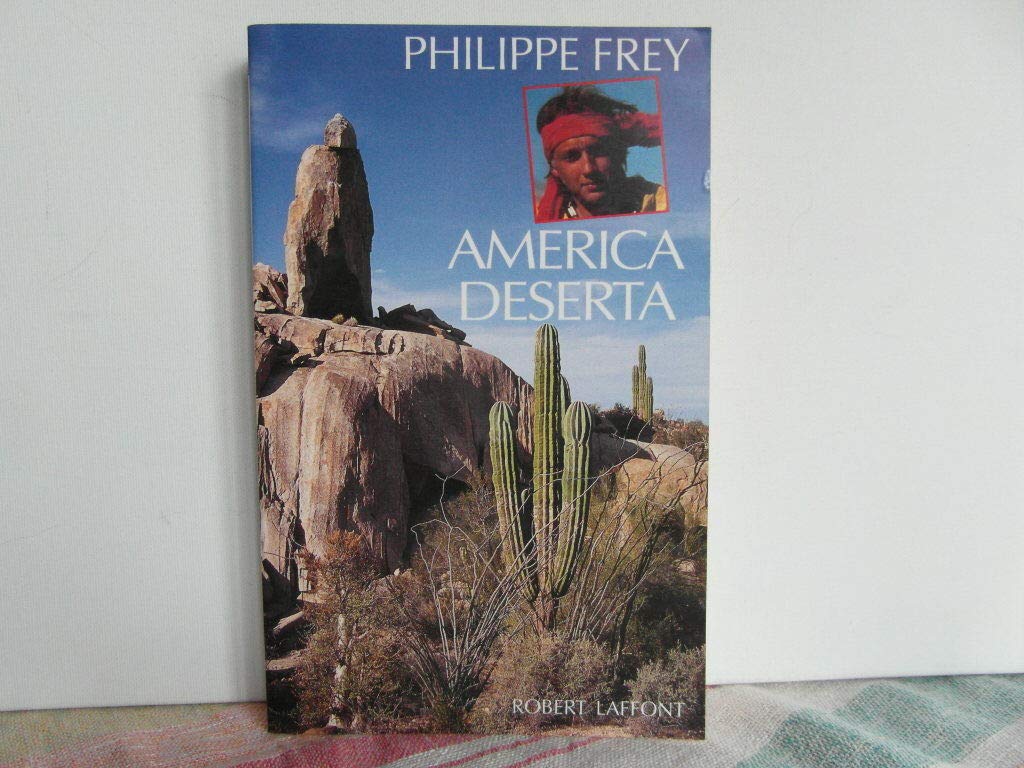 PHILIPPE FREY
AMERICA
DESERTA
ROBERT LAFFONT